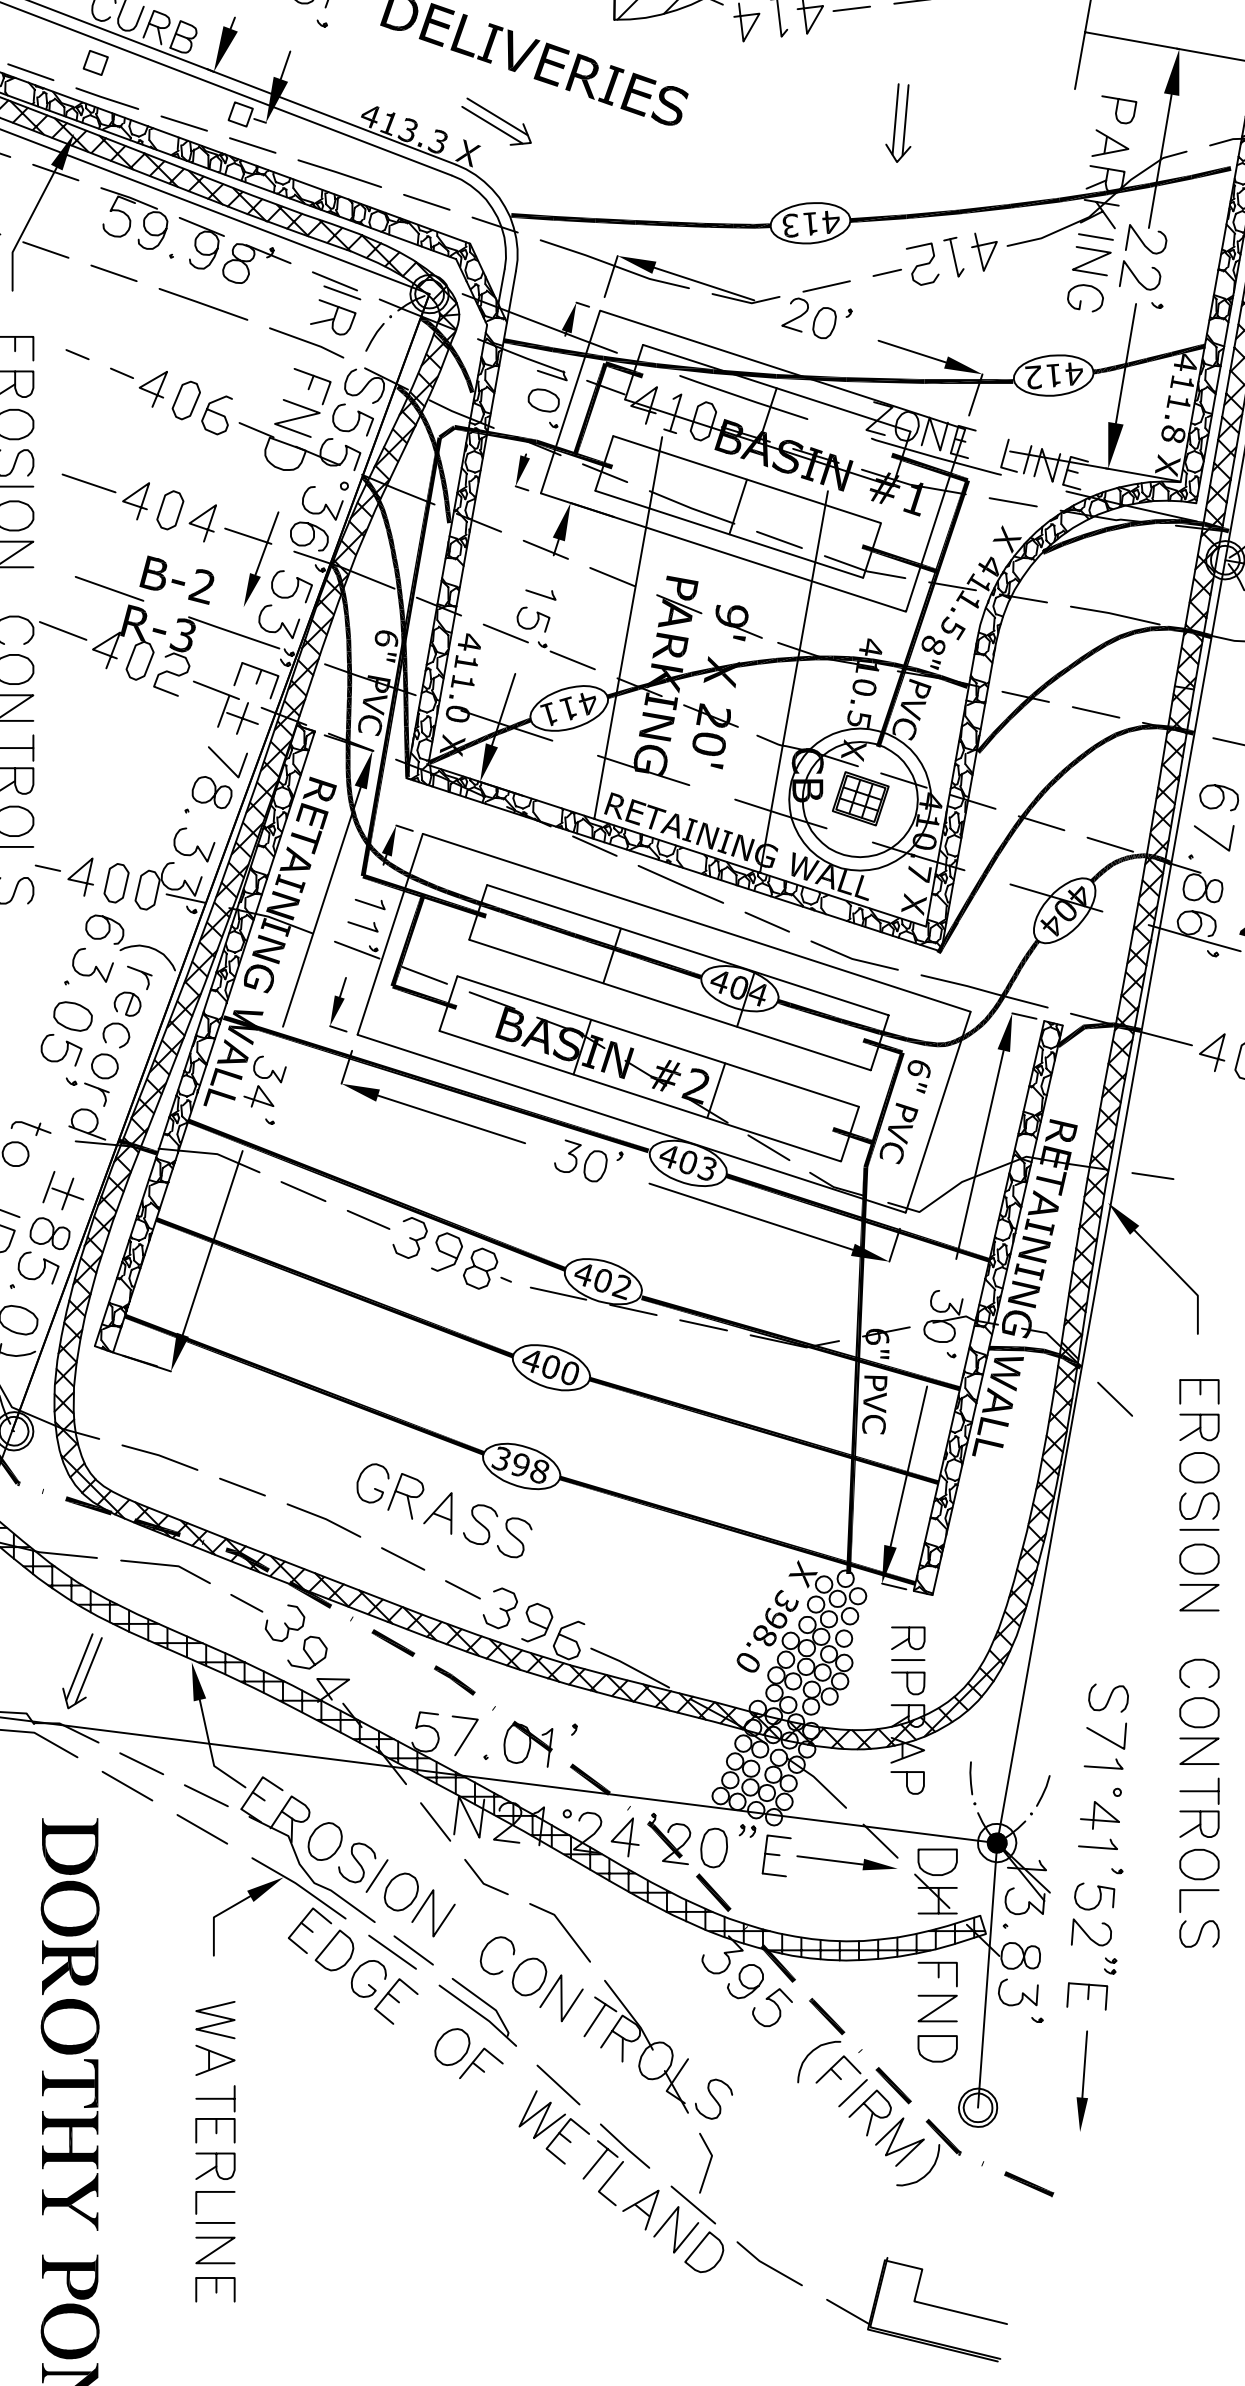 CURB
DELIVERIES
414
413.3 X
PARKING
22'
413
412
59.98'
20'
412
IR
FND
S55°36'53"E
10'
410
BASIN #1
ZONE LINE
411.8 X
406
404
B-2
R-3
402
EROSION CONTROLS
15'
9' X 20'
PARKING
X 411.5
8" PVC
410.5 X
6" PVC
411.0 X
411
CB
RETAINING WALL
410.7 X
67.86'
±78.33'
400
(record
63.05'
to ±85.0)
RETAINING WALL
11'
404
404
BASIN #2
34'
6" PVC
30'
403
RETAINING WALL
398
402
30'
6" PVC
400
398
GRASS
EROSION CONTROLS
396
X 398.0
394
RIPRAP
57.01'
N21°24'20"E
S71°41'52"E
13.83'
DH FND
EROSION CONTROLS
EDGE OF WETLAND
395 (FIRM)
WATERLINE
DOROTHY PON